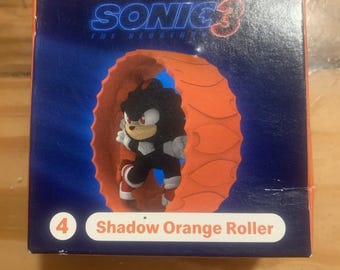 SONIC 3
THE HEDGEHOG
4 Shadow Orange Roller